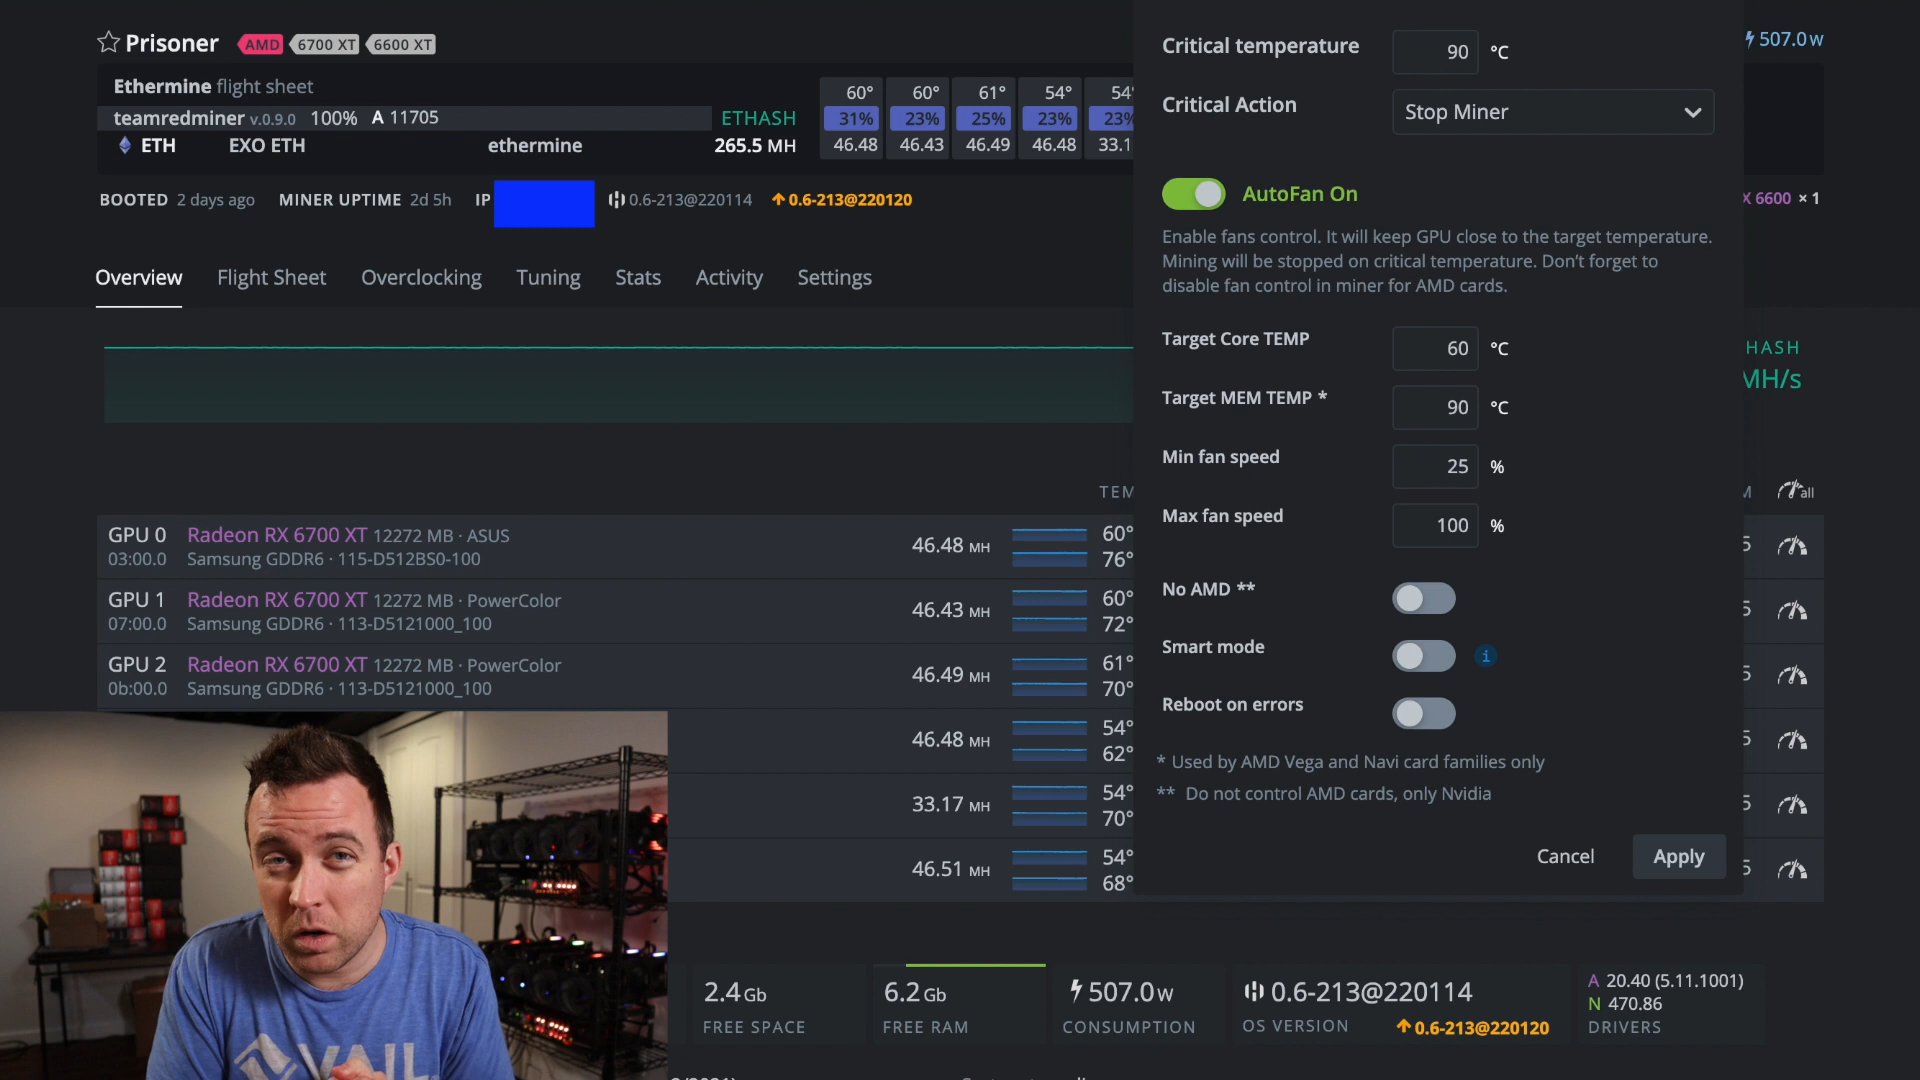 Prisoner AMD 6700 XT 6600 XT
507.0 W
Ethermine flight sheet
teamredminer v.0.9.0 100% A 11705 ETHASH
ETH EXO ETH ethermine 265.5 MH
60° 60° 61° 54° 54°
31% 23% 25% 23% 23%
46.48 46.43 46.49 46.48 33.1
BOOTED 2 days ago MINER UPTIME 2d 5h IP 0.6-213@220114 0.6-213@220120
X 6600 × 1
Overview Flight Sheet Overclocking Tuning Stats Activity Settings
HASH
MH/s
TEM
M all
GPU 0 Radeon RX 6700 XT 12272 MB · ASUS 46.48 MH 60°
03:00.0 Samsung GDDR6 · 115-D512BS0-100 76°
5
GPU 1 Radeon RX 6700 XT 12272 MB · PowerColor 46.43 MH 60°
07:00.0 Samsung GDDR6 · 113-D5121000_100 72°
5
GPU 2 Radeon RX 6700 XT 12272 MB · PowerColor 46.49 MH 61°
0b:00.0 Samsung GDDR6 · 113-D5121000_100 70°
5
46.48 MH 54°
62°
5
33.17 MH 54°
70°
5
46.51 MH 54°
68°
5
Critical temperature 90 °C
Critical Action Stop Miner
AutoFan On
Enable fans control. It will keep GPU close to the target temperature.
Mining will be stopped on critical temperature. Don't forget to
disable fan control in miner for AMD cards.
Target Core TEMP 60 °C
Target MEM TEMP * 90 °C
Min fan speed 25 %
Max fan speed 100 %
No AMD **
Smart mode i
Reboot on errors
* Used by AMD Vega and Navi card families only
** Do not control AMD cards, only Nvidia
Cancel Apply
2.4 Gb
FREE SPACE
6.2 Gb
FREE RAM
507.0 W
CONSUMPTION
0.6-213@220114
OS VERSION 0.6-213@220120
A 20.40 (5.11.1001)
N 470.86
DRIVERS
VAIL